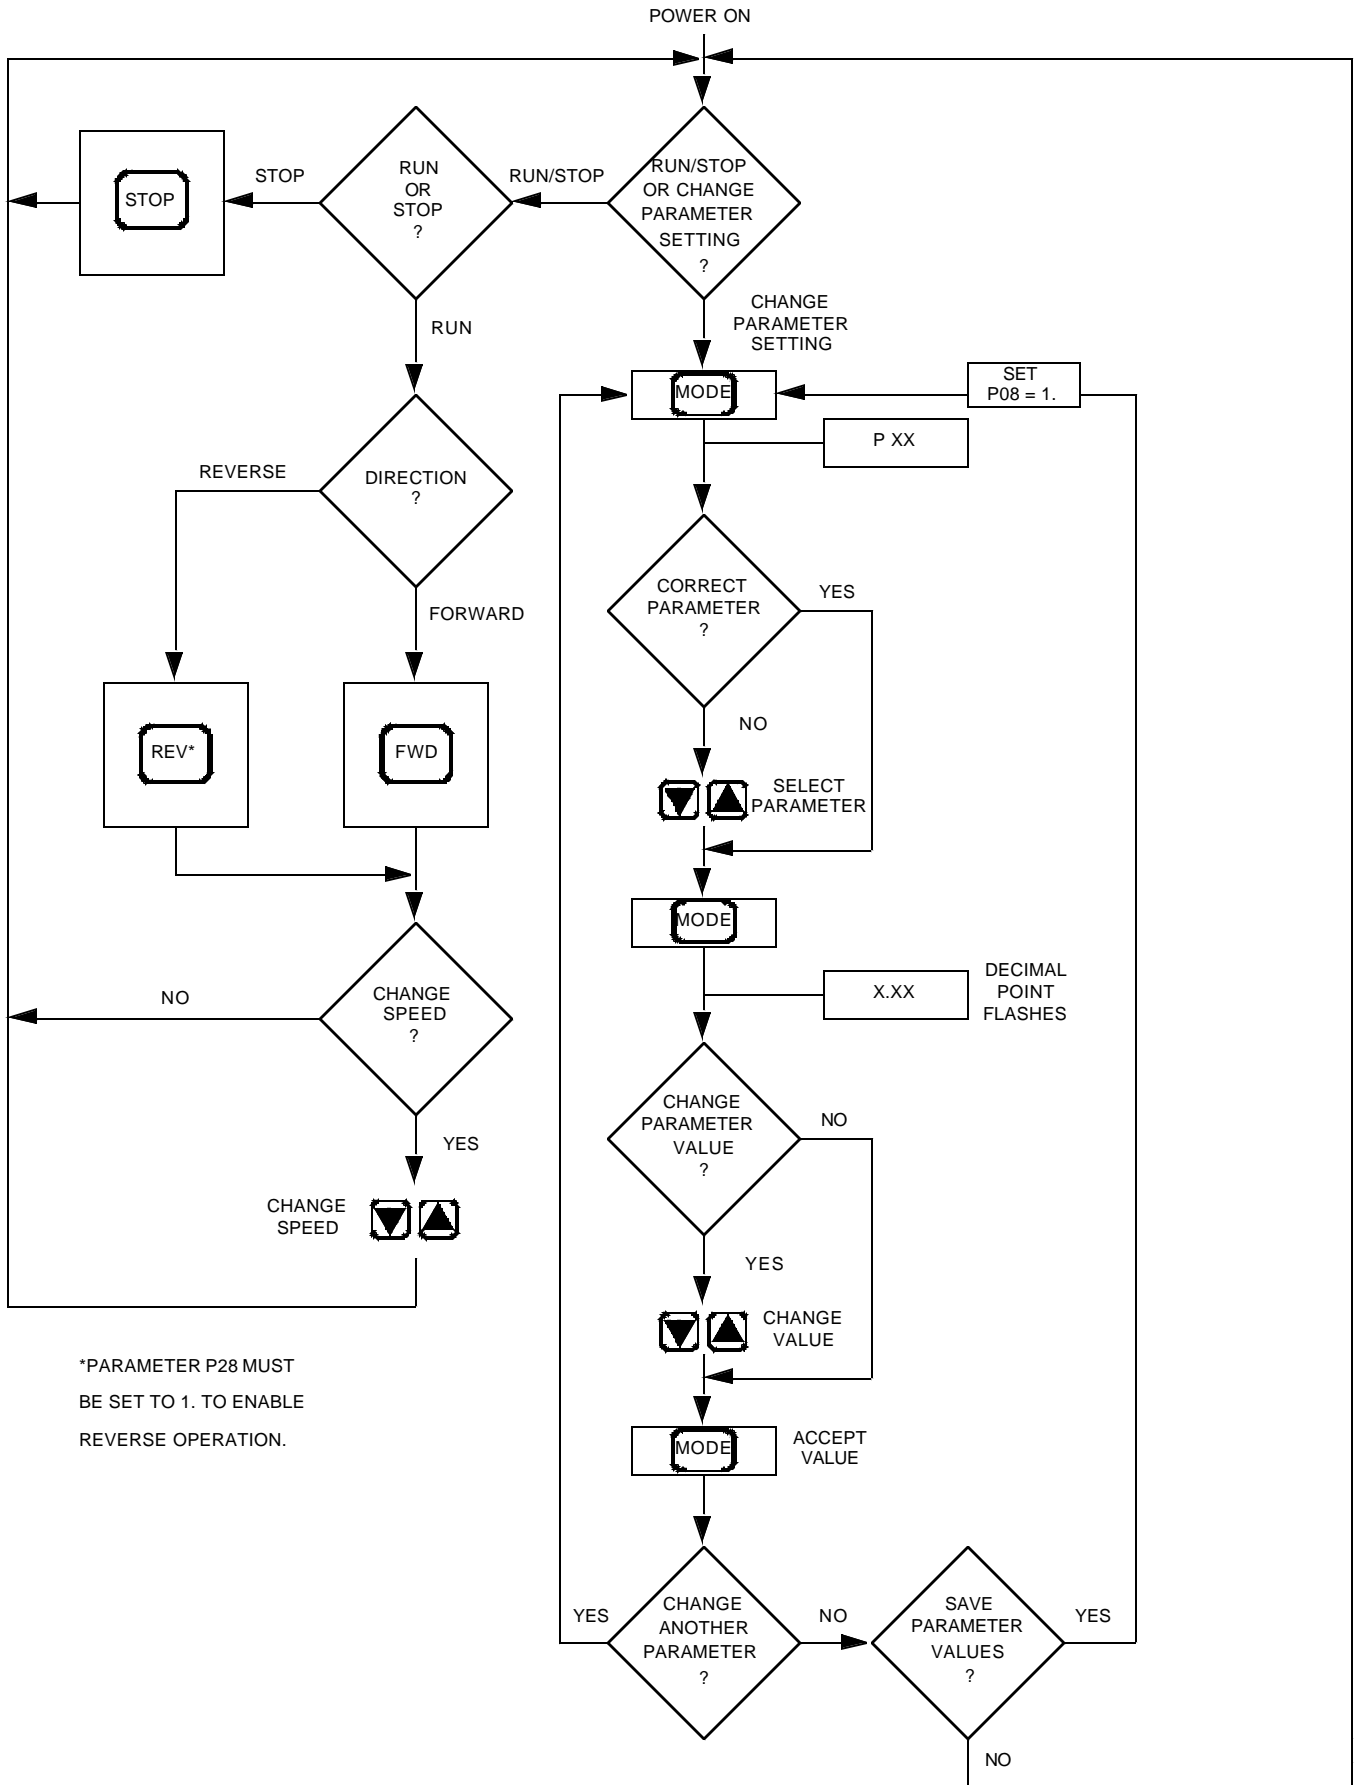 POWER ON
RUN/STOP
OR CHANGE
PARAMETER
SETTING
?
RUN/STOP
RUN
OR
STOP
?
STOP
STOP
RUN
CHANGE
PARAMETER
SETTING
MODE
SET
P08 = 1.
P XX
DIRECTION
?
REVERSE
FORWARD
REV*
FWD
CORRECT
PARAMETER
?
YES
NO
SELECT
PARAMETER
MODE
X.XX
DECIMAL
POINT
FLASHES
CHANGE
SPEED
?
NO
YES
CHANGE
SPEED
CHANGE
PARAMETER
VALUE
?
NO
YES
CHANGE
VALUE
*PARAMETER P28 MUST
BE SET TO 1. TO ENABLE
REVERSE OPERATION.
MODE
ACCEPT
VALUE
CHANGE
ANOTHER
PARAMETER
?
YES
NO
SAVE
PARAMETER
VALUES
?
YES
NO